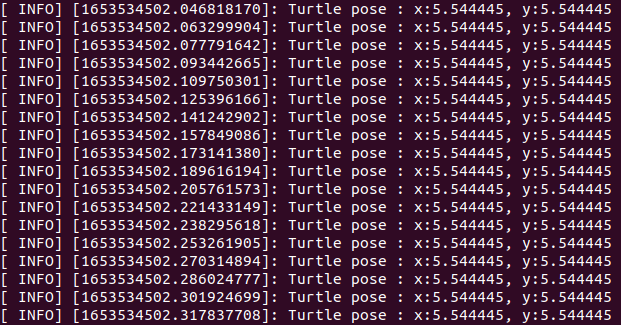 [ INFO] [1653534502.046818170]: Turtle pose : x:5.544445, y:5.544445
[ INFO] [1653534502.063299904]: Turtle pose : x:5.544445, y:5.544445
[ INFO] [1653534502.077791642]: Turtle pose : x:5.544445, y:5.544445
[ INFO] [1653534502.093442665]: Turtle pose : x:5.544445, y:5.544445
[ INFO] [1653534502.109750301]: Turtle pose : x:5.544445, y:5.544445
[ INFO] [1653534502.125396166]: Turtle pose : x:5.544445, y:5.544445
[ INFO] [1653534502.141242902]: Turtle pose : x:5.544445, y:5.544445
[ INFO] [1653534502.157849086]: Turtle pose : x:5.544445, y:5.544445
[ INFO] [1653534502.173141380]: Turtle pose : x:5.544445, y:5.544445
[ INFO] [1653534502.189616194]: Turtle pose : x:5.544445, y:5.544445
[ INFO] [1653534502.205761573]: Turtle pose : x:5.544445, y:5.544445
[ INFO] [1653534502.221433149]: Turtle pose : x:5.544445, y:5.544445
[ INFO] [1653534502.238295618]: Turtle pose : x:5.544445, y:5.544445
[ INFO] [1653534502.253261905]: Turtle pose : x:5.544445, y:5.544445
[ INFO] [1653534502.270314894]: Turtle pose : x:5.544445, y:5.544445
[ INFO] [1653534502.286024777]: Turtle pose : x:5.544445, y:5.544445
[ INFO] [1653534502.301924699]: Turtle pose : x:5.544445, y:5.544445
[ INFO] [1653534502.317837708]: Turtle pose : x:5.544445, y:5.544445